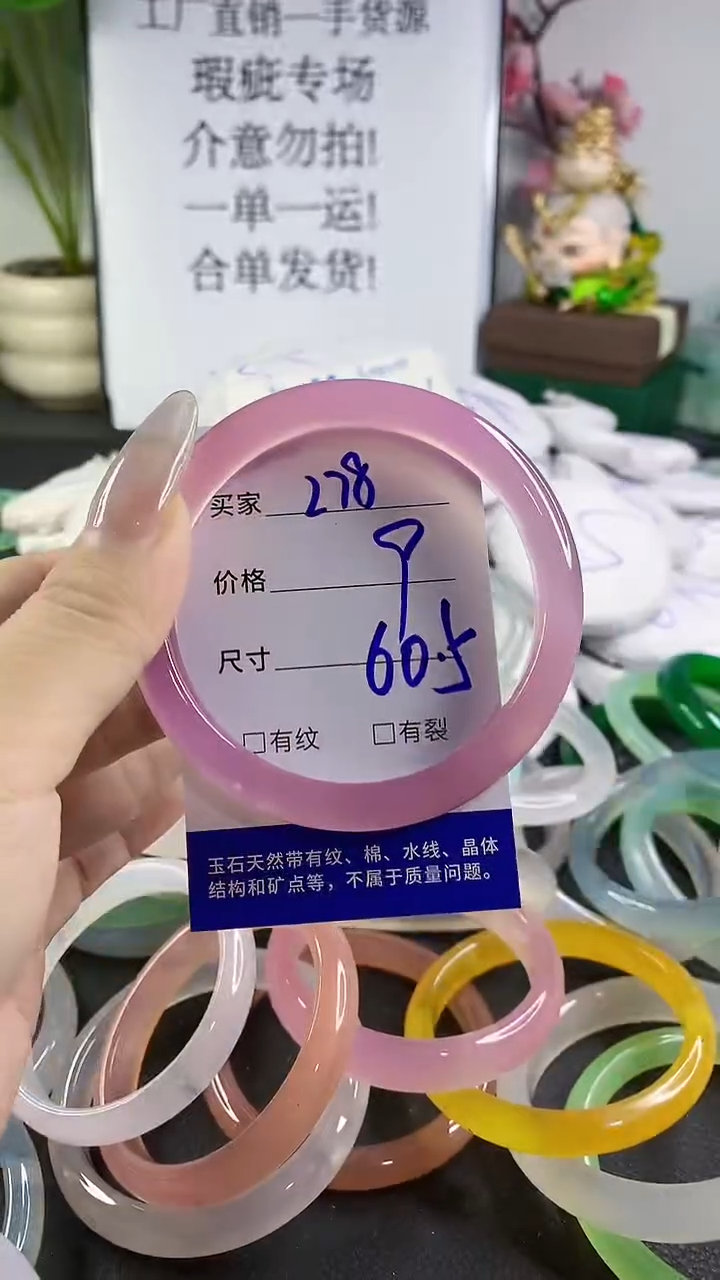 工厂直销一手货源
瑕疵专场
介意勿拍!
一单一运!
合单发货!
买家 278
价格
尺寸 60.5
□有纹 □有裂
玉石天然带有纹、棉、水线、晶体
结构和矿点等，不属于质量问题。